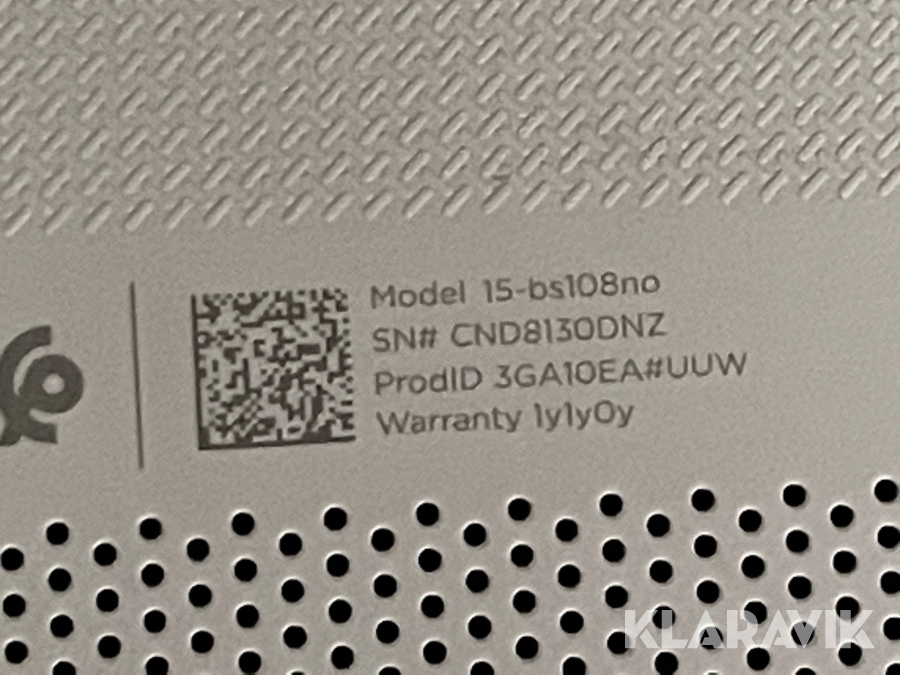 Model 15-bs108no
SN# CND8130DNZ
ProdID 3GA10EA#UUW
Warranty 1y1y0y
KLARAVIK